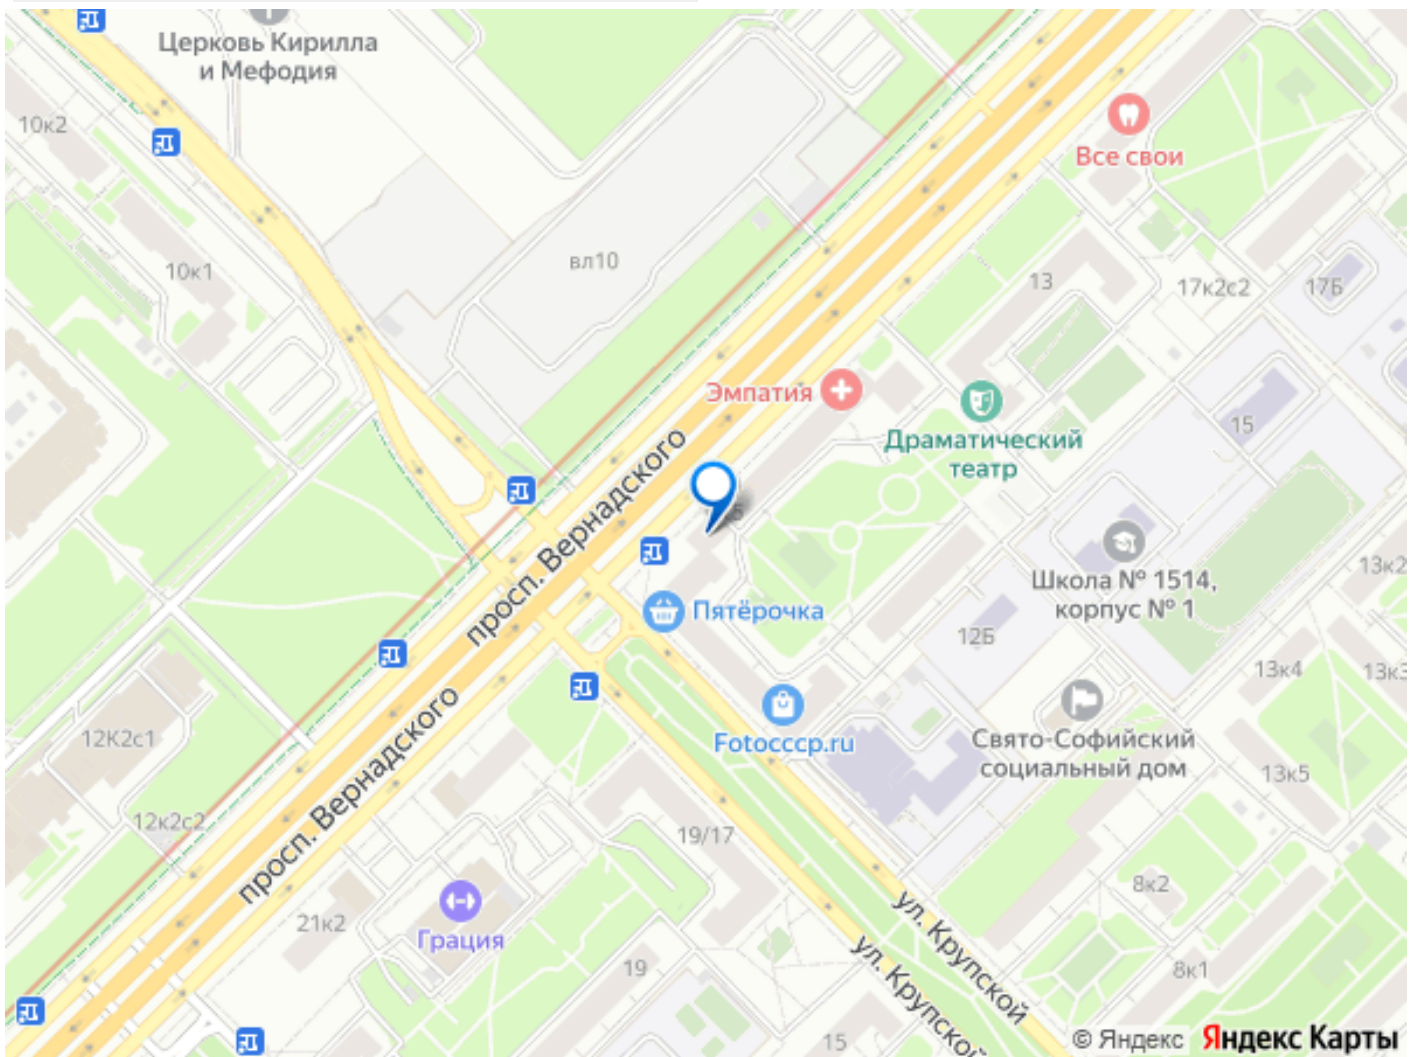 Церковь Кирилла
и Мефодия
10к2
Все свои
10к1
вл10
13
17к2с2
17Б
Эмпатия
Драматический
театр
15
просп. Вернадского
Школа № 1514,
корпус № 1
13к2
Пятёрочка
12Б
13к4
13к3
Fotocccp.ru
Свято-Софийский
социальный дом
12К2с1
13к5
просп. Вернадского
12к2с2
19/17
8к2
21к2
Грация
ул. Крупской
19
ул. Крупской
8к1
15
© Яндекс Яндекс Карты